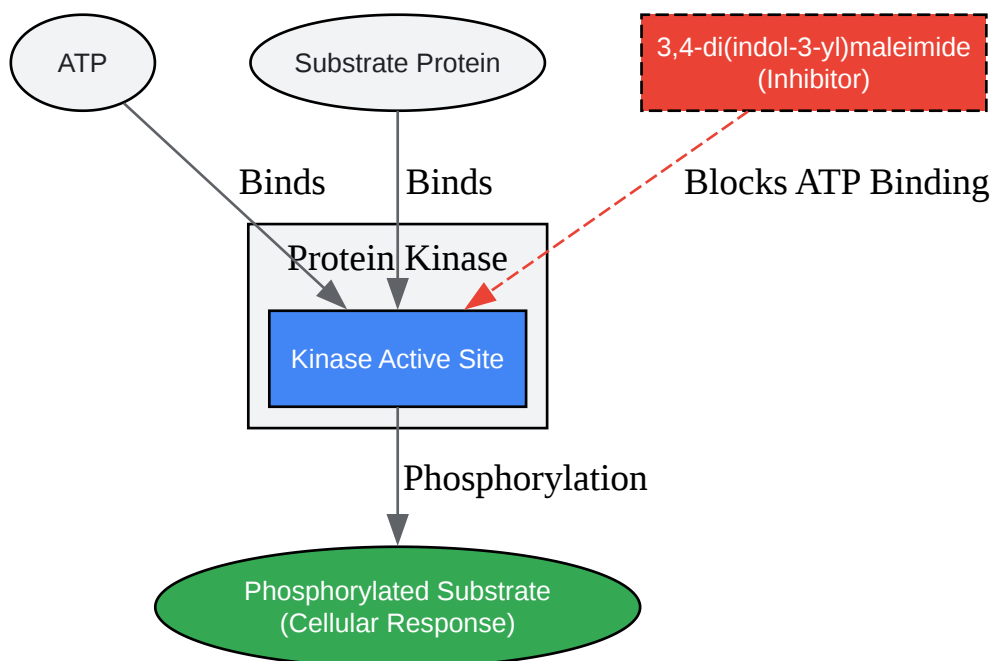 ATP
Substrate Protein
3,4-di(indol-3-yl)maleimide
(Inhibitor)
Binds
Binds
Blocks ATP Binding
Protein Kinase
Kinase Active Site
Phosphorylation
Phosphorylated Substrate
(Cellular Response)